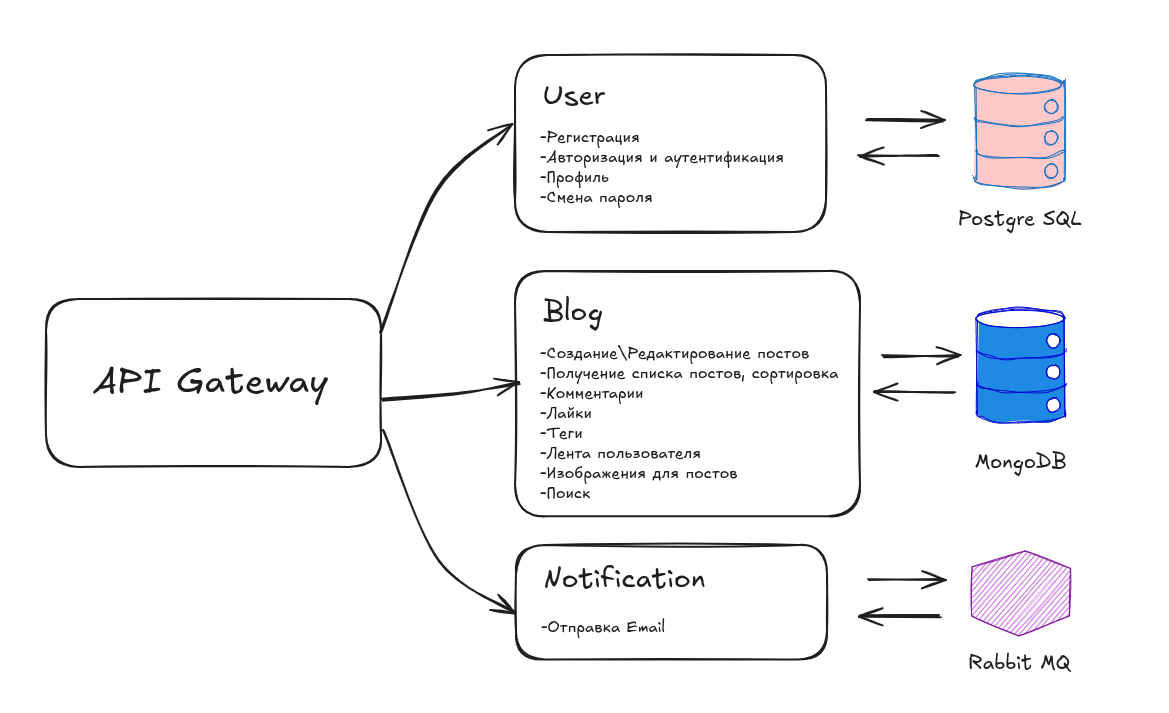 API Gateway
User
-Регистрация
-Авторизация и аутентификация
-Профиль
-Смена пароля
Postgre SQL
Blog
-Создание\Редактирование постов
-Получение списка постов, сортировка
-Комментарии
-Лайки
-Теги
-Лента пользователя
-Изображения для постов
-Поиск
MongoDB
Notification
-Отправка Email
Rabbit MQ